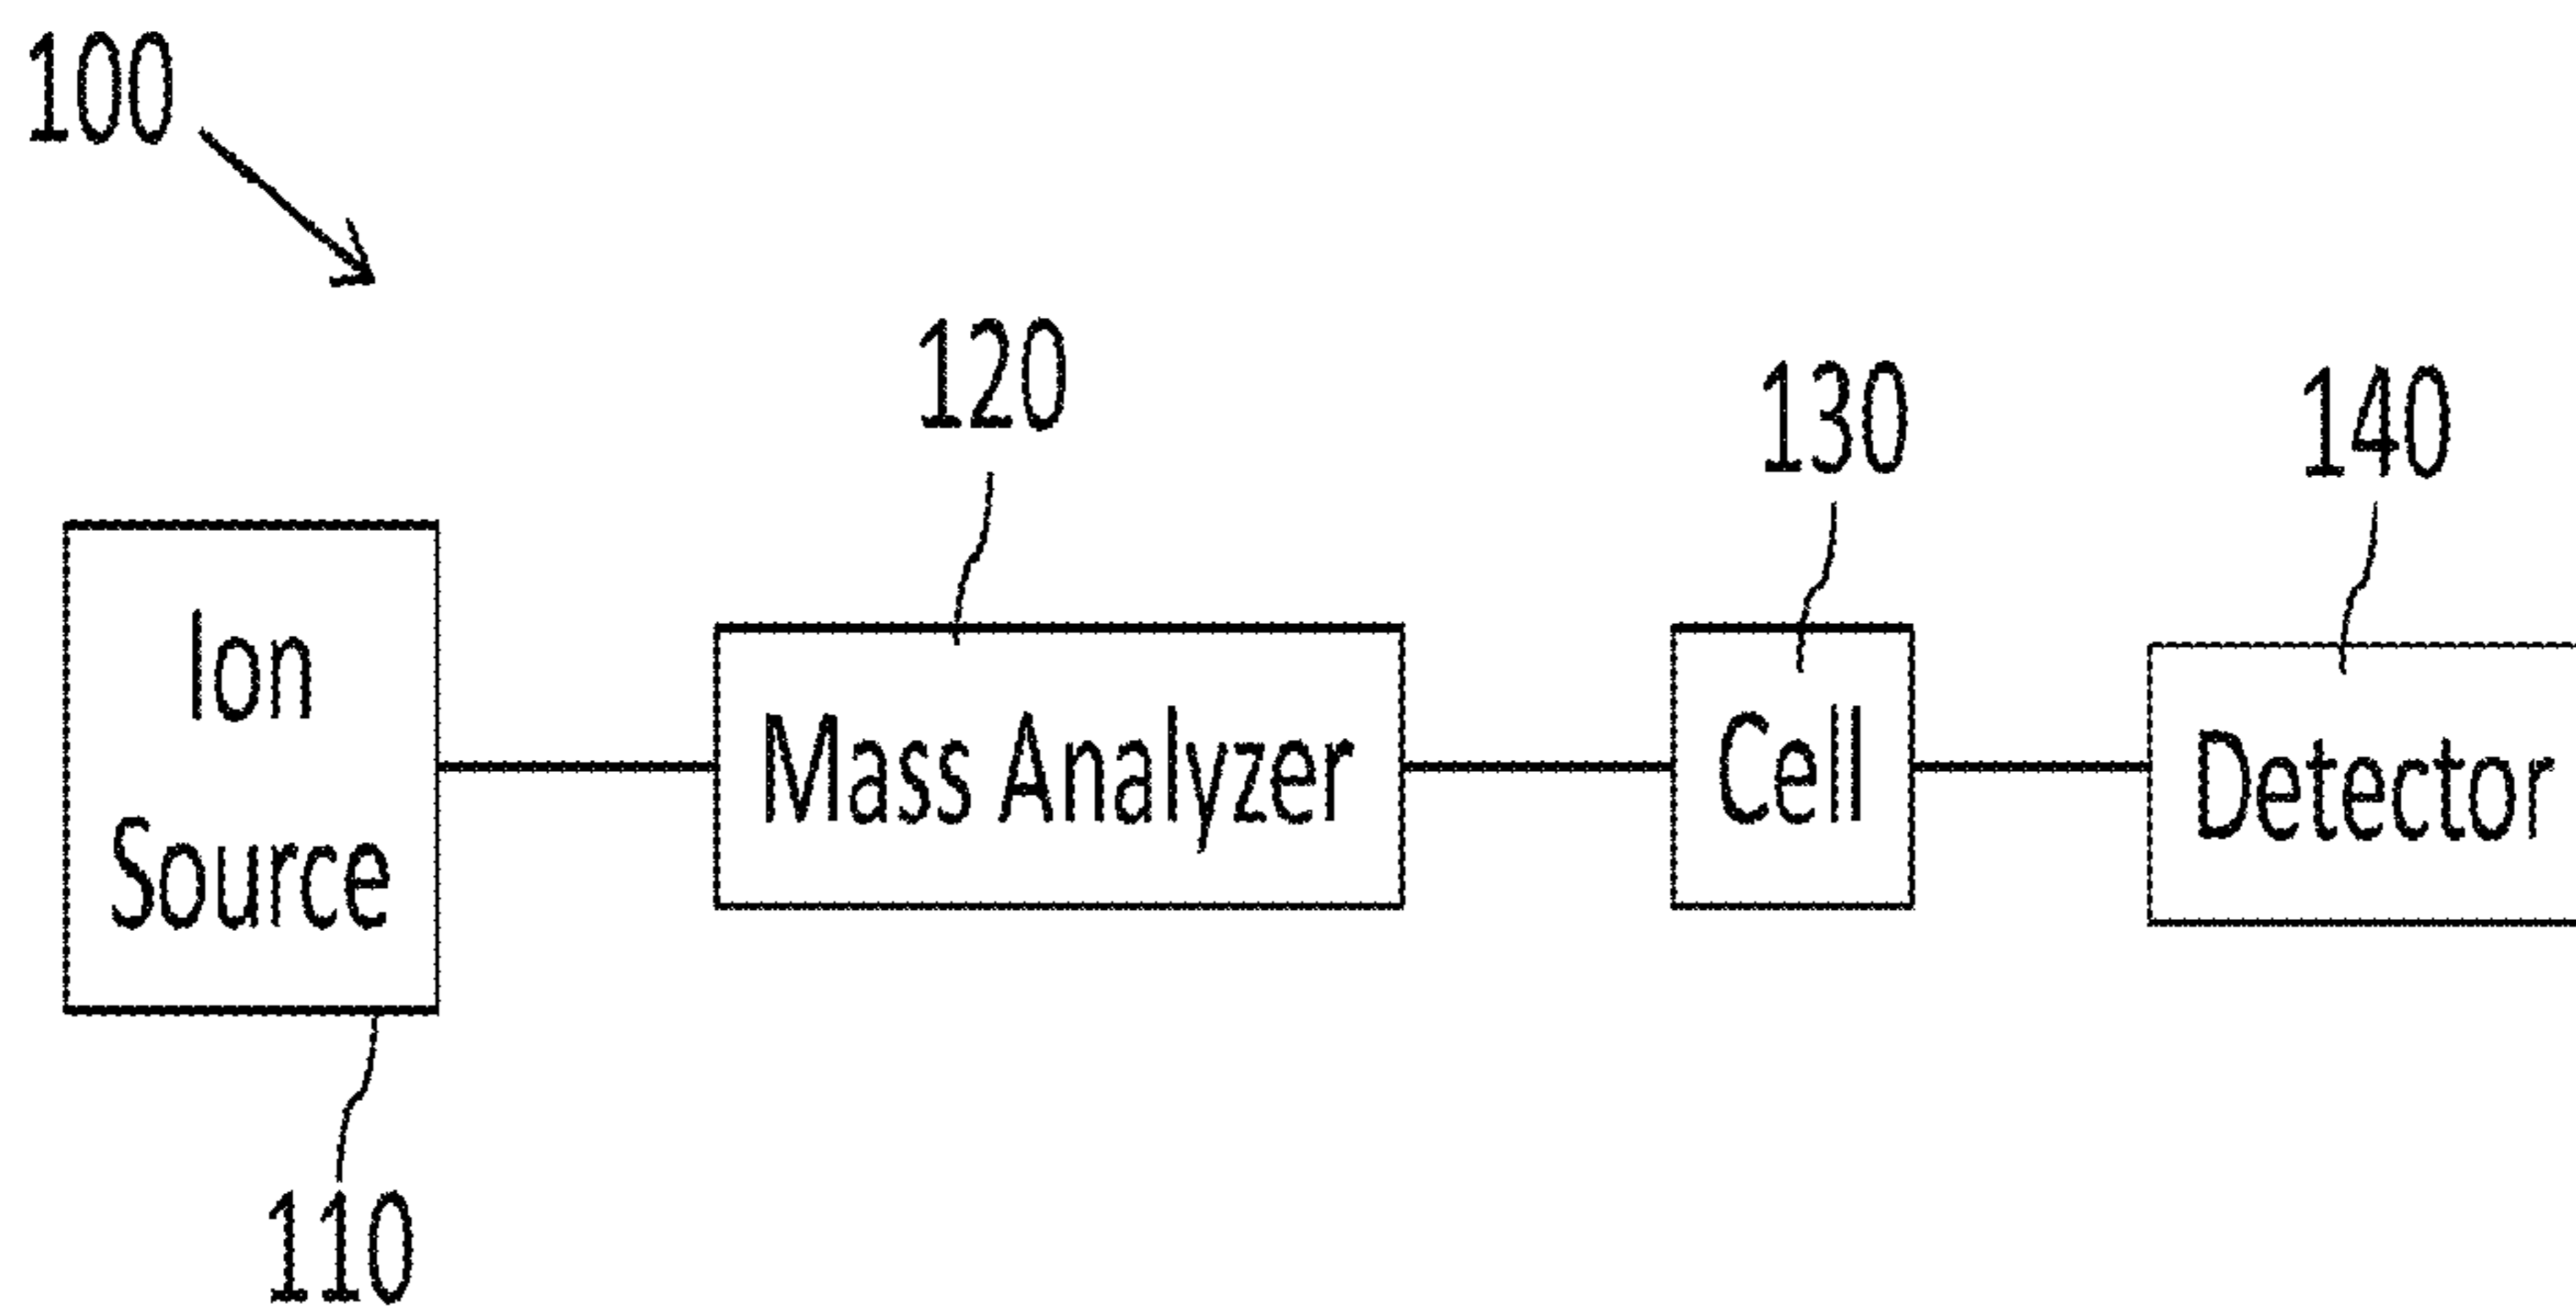 100
120
130
140
Ion
Source
Mass Analyzer
Cell
Detector
110